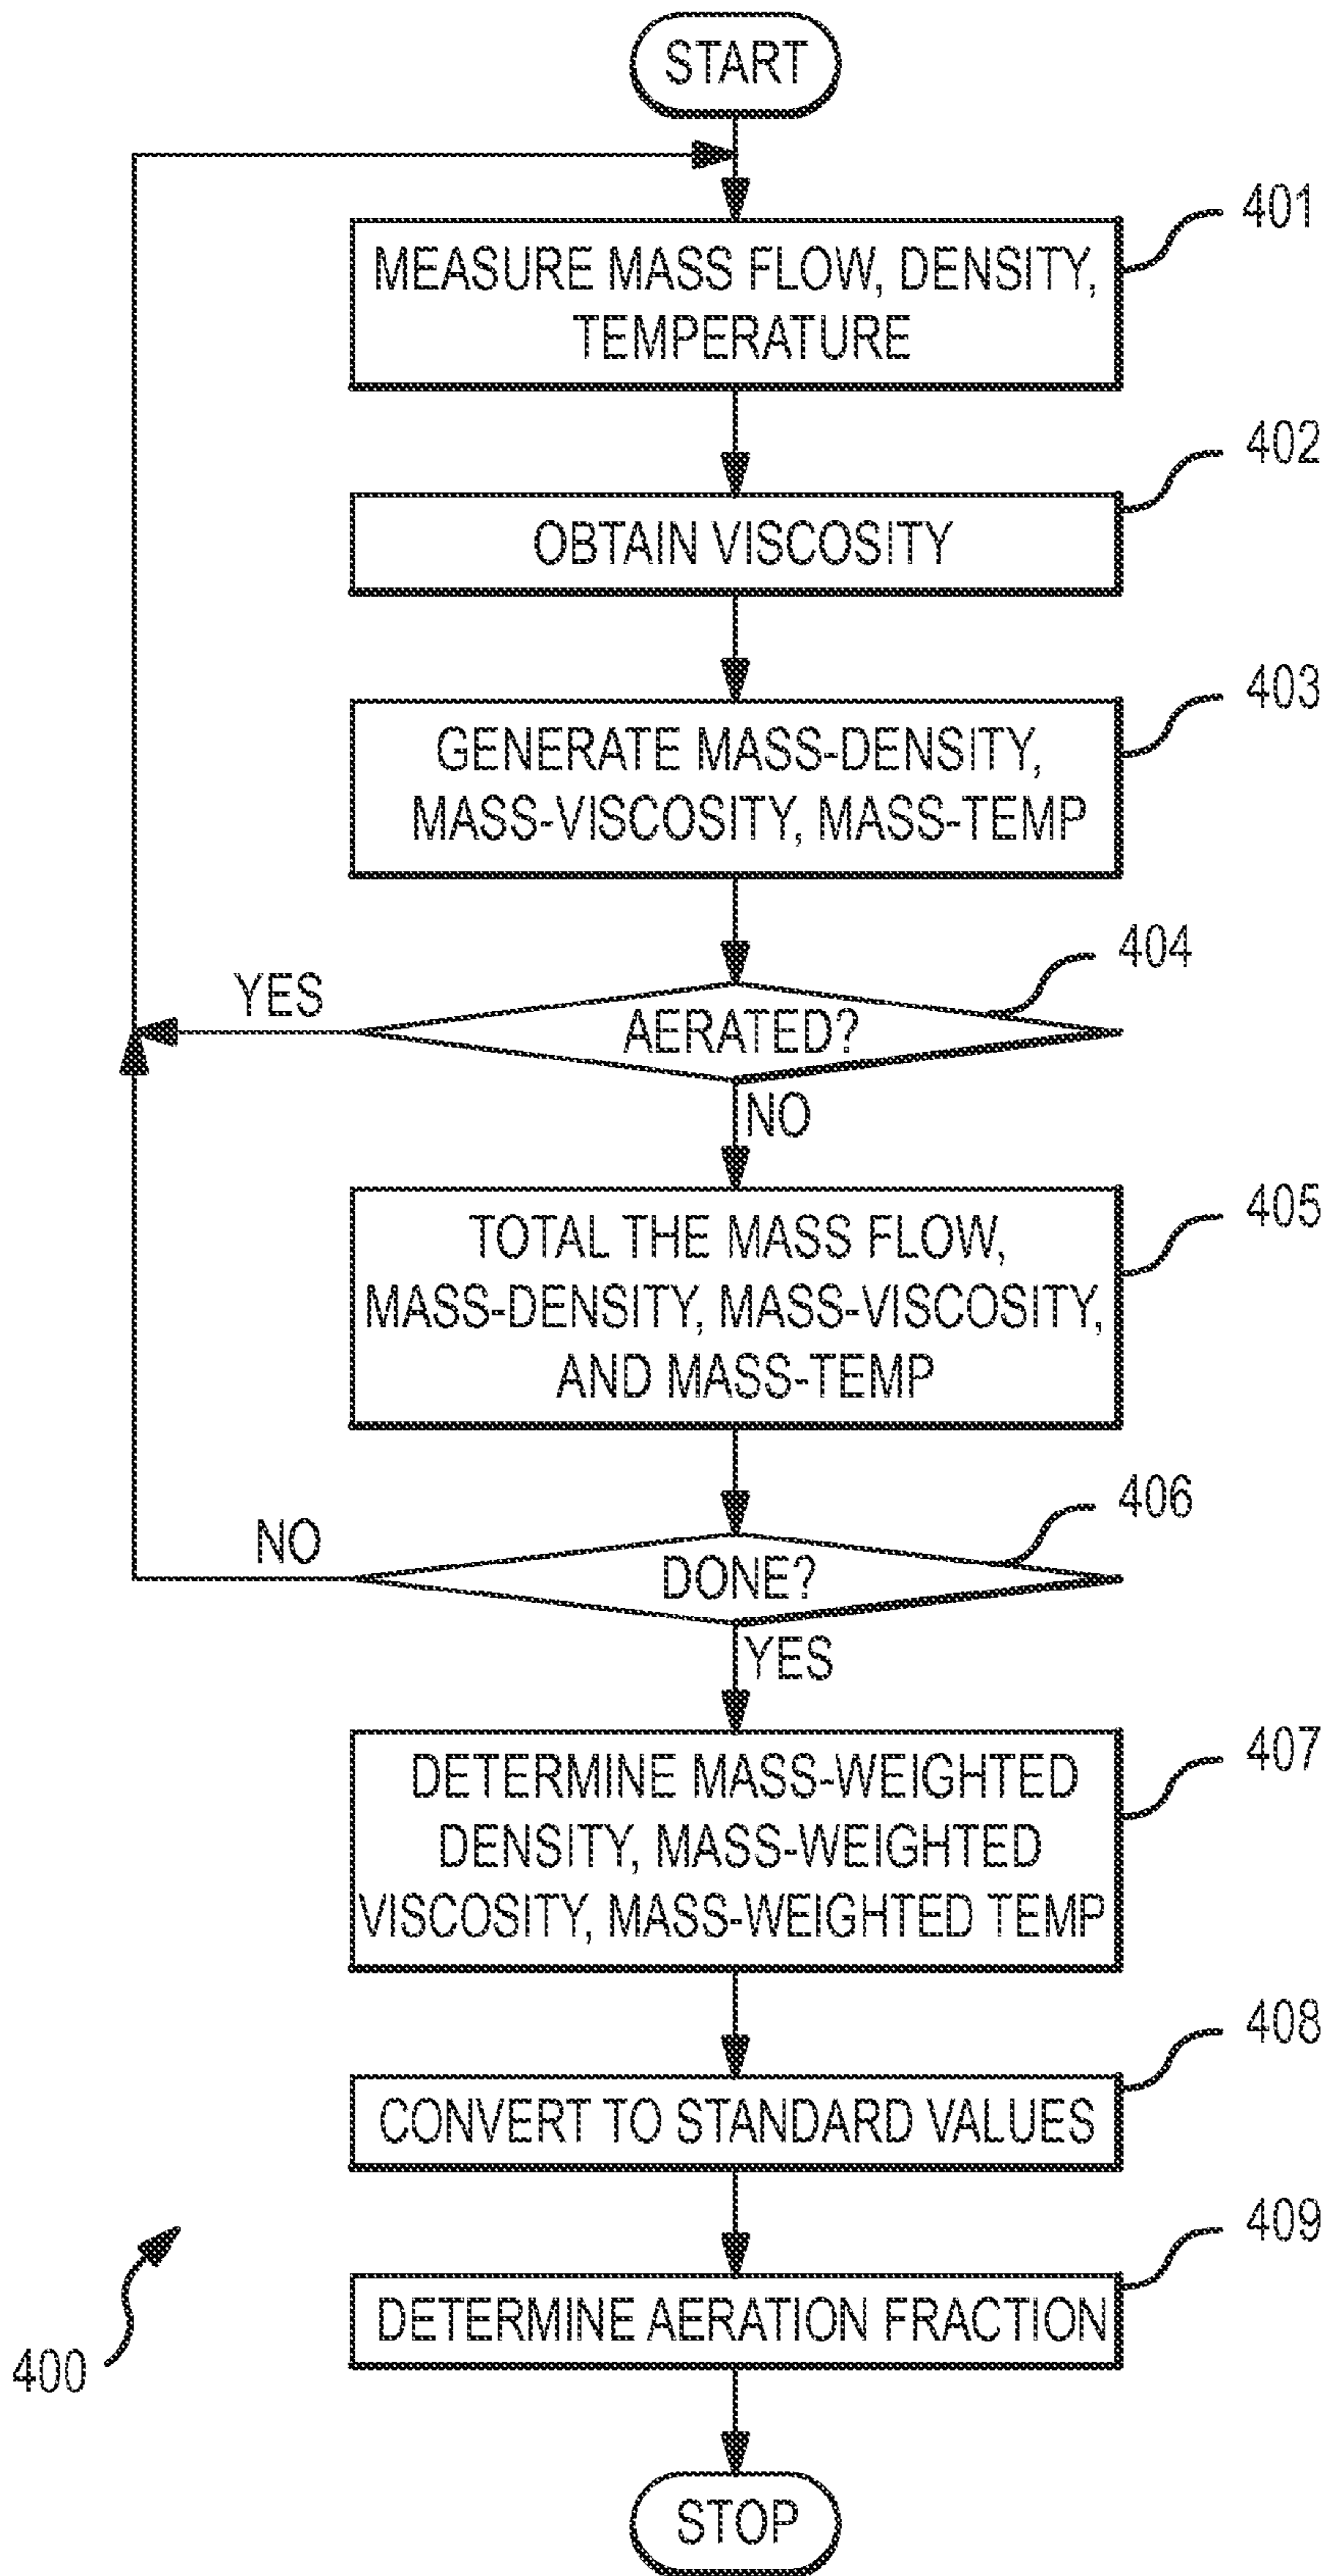 START
401
MEASURE MASS FLOW, DENSITY,
TEMPERATURE
402
OBTAIN VISCOSITY
403
GENERATE MASS-DENSITY,
MASS-VISCOSITY, MASS-TEMP
404
YES
AERATED?
NO
405
TOTAL THE MASS FLOW,
MASS-DENSITY, MASS-VISCOSITY,
AND MASS-TEMP
406
NO
DONE?
YES
407
DETERMINE MASS-WEIGHTED
DENSITY, MASS-WEIGHTED
VISCOSITY, MASS-WEIGHTED TEMP
408
CONVERT TO STANDARD VALUES
409
DETERMINE AERATION FRACTION
400
STOP